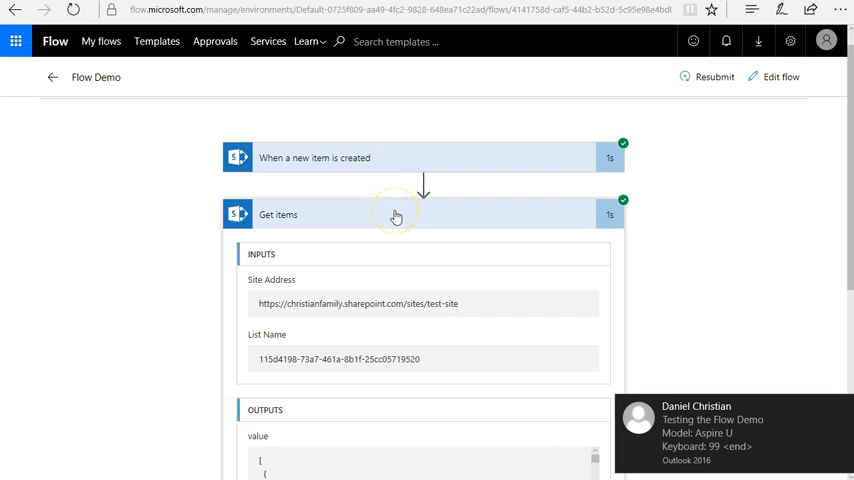 flow.microsoft.com/manage/environments/Default-0725f809-aa49-4fc2-9828-648ea71c22ad/flows/4141758d-caf5-44b2-b52d-5c95e98e4bd0
Flow My flows Templates Approvals Services Learn Search templates ...
Flow Demo Resubmit Edit flow
When a new item is created 1s
Get items 1s
INPUTS
Site Address
https://christianfamily.sharepoint.com/sites/test-site
List Name
115d4198-73a7-461a-8b1f-25cc05719520
OUTPUTS
value
[
{
Daniel Christian
Testing the Flow Demo
Model: Aspire U
Keyboard: 99 <end>
Outlook 2016